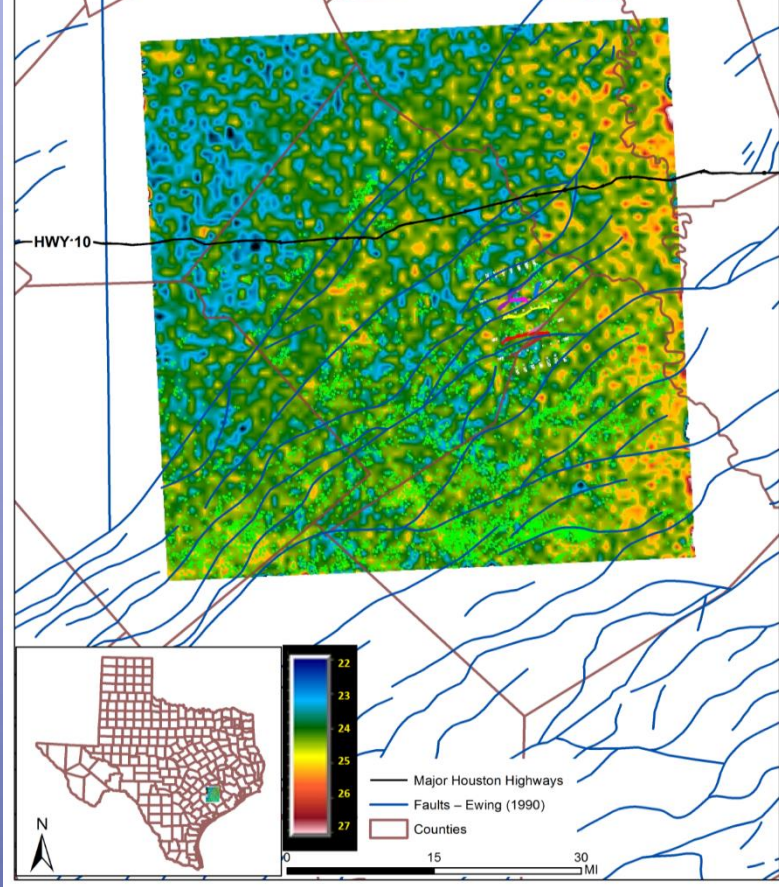 HWY 10
22
23
24
25
26
27
Major Houston Highways
Faults – Ewing (1990)
Counties
N
0 15 30
MI